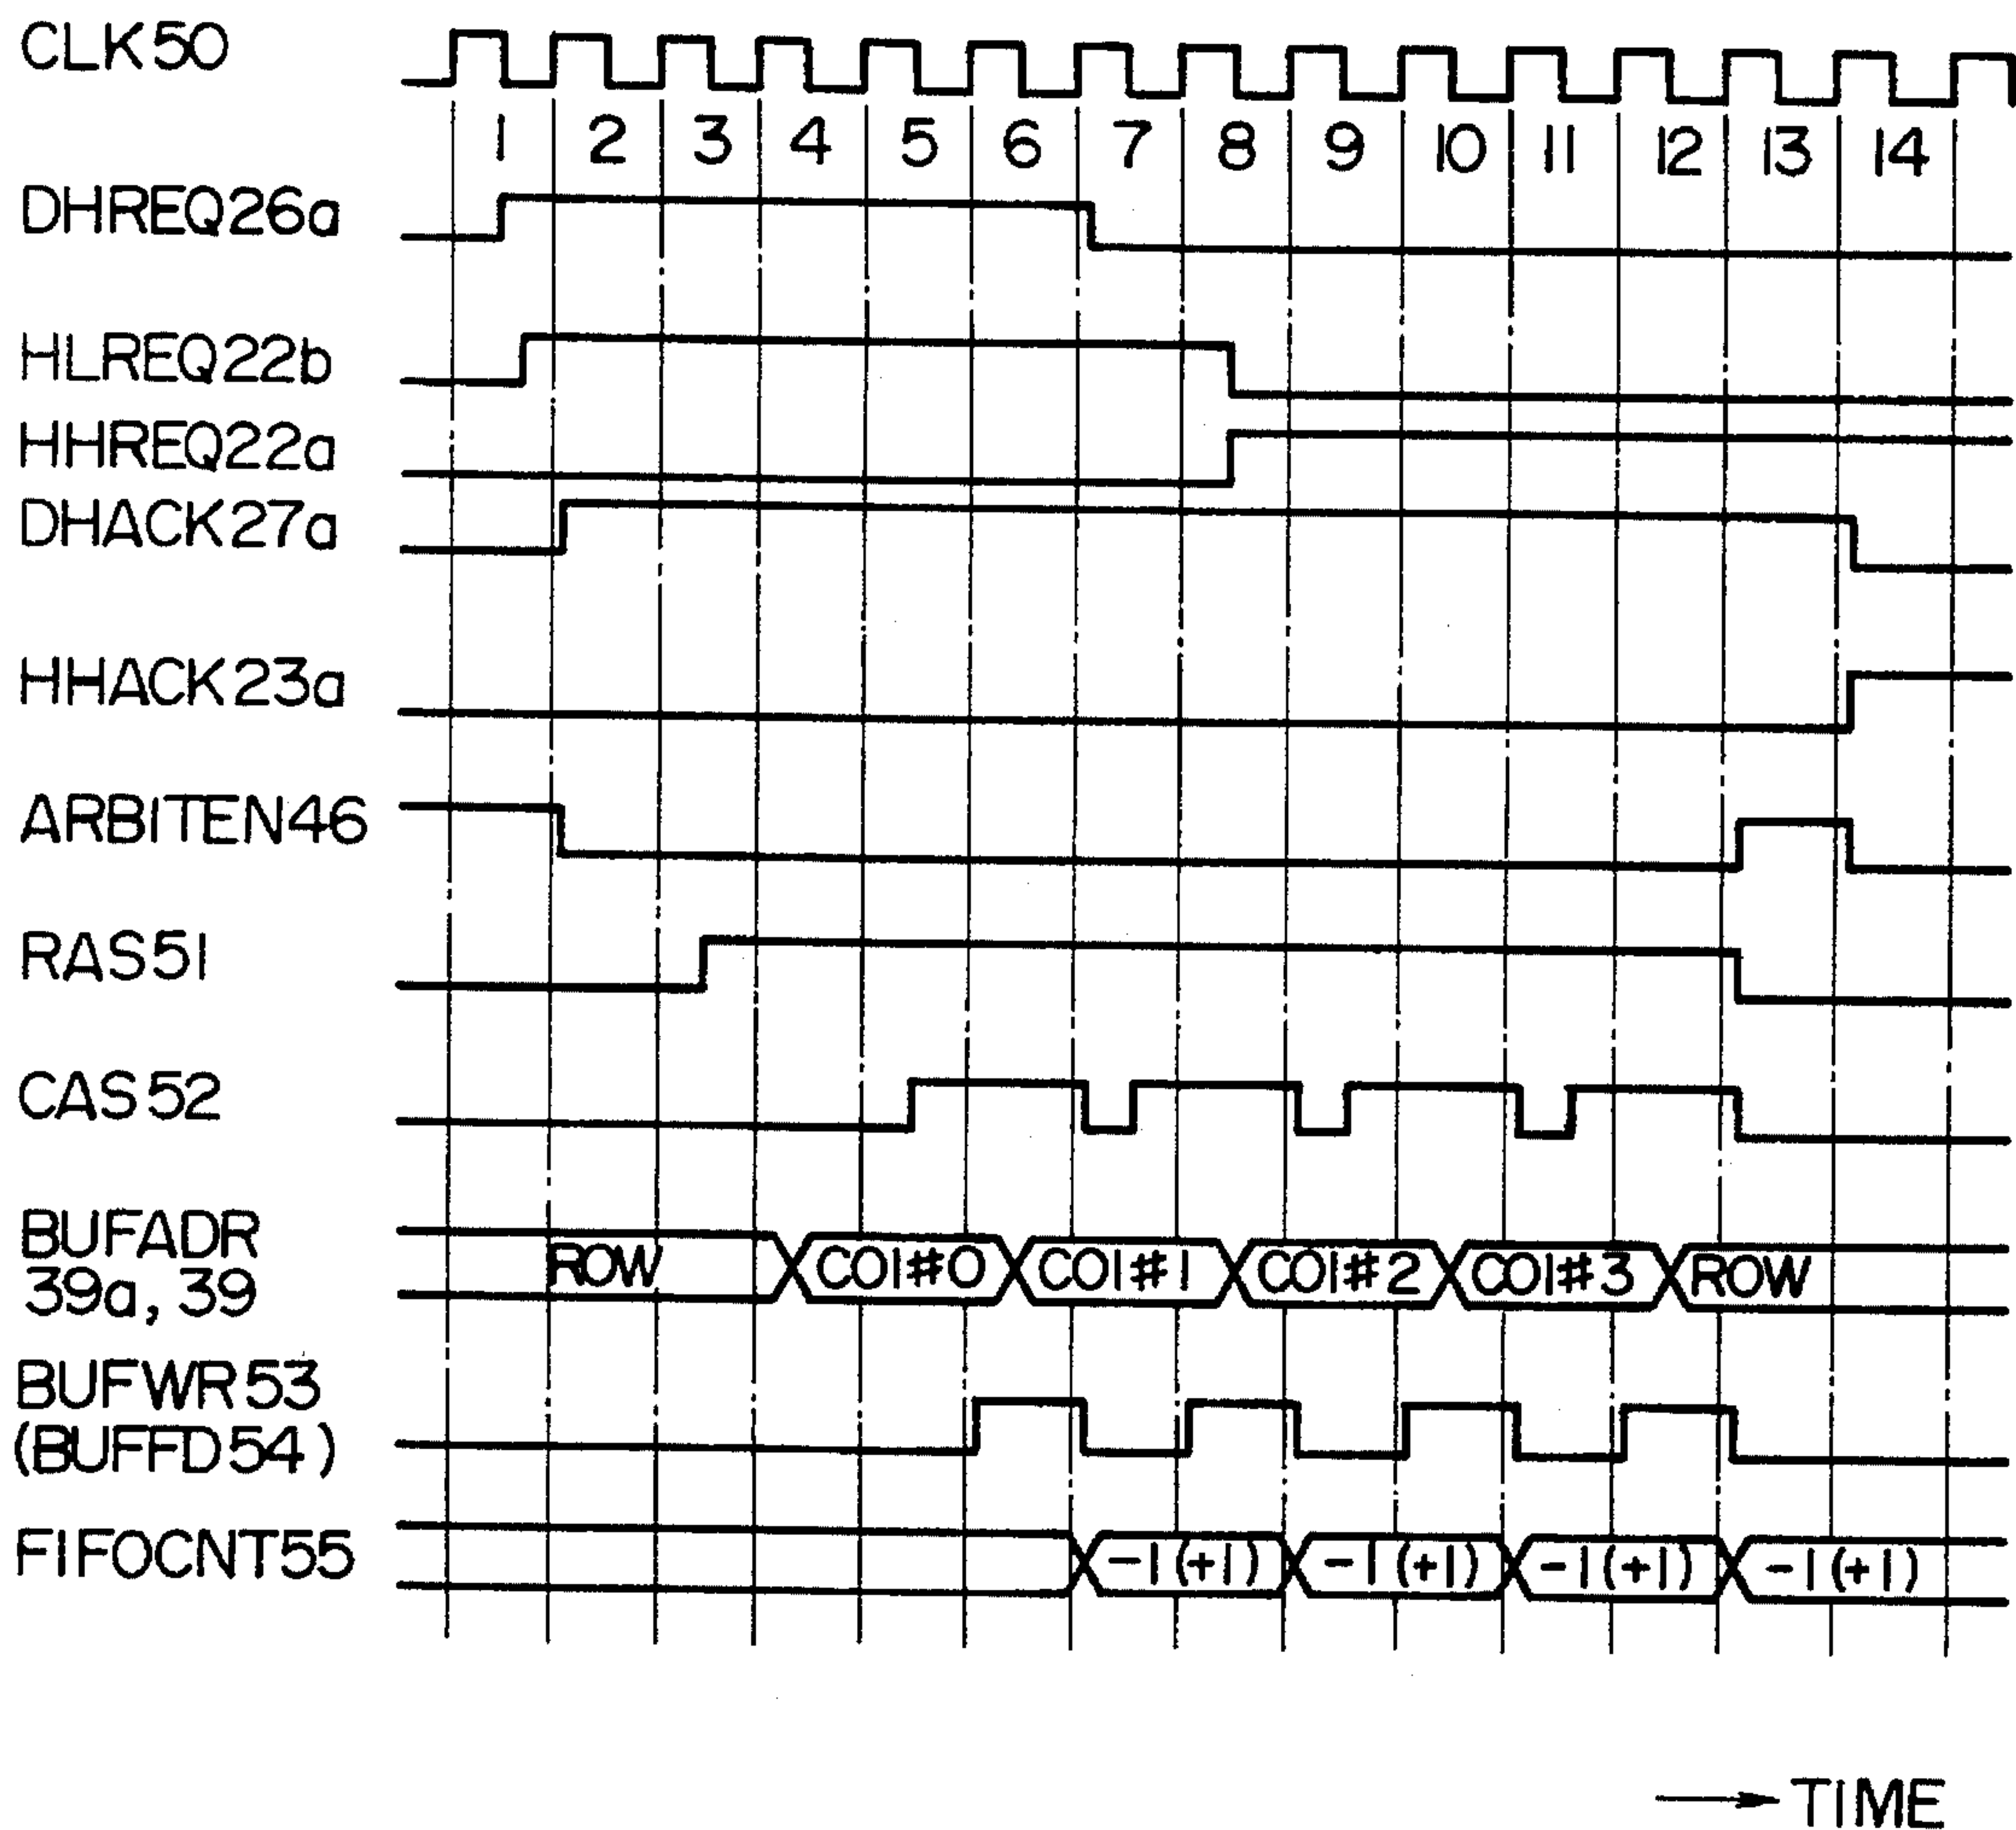 CLK50
1 2 3 4 5 6 7 8 9 10 11 12 13 14
DHREQ26a
HLREQ22b
HHREQ22a
DHACK27a
HHACK23a
ARBITEN46
RAS51
CAS52
BUFADR
39a, 39
ROW COl#0 COl#1 COl#2 COl#3 ROW
BUFWR53
(BUFFD54)
FIFOCNT55
-1(+1) -1(+1) -1(+1) -1(+1)
TIME